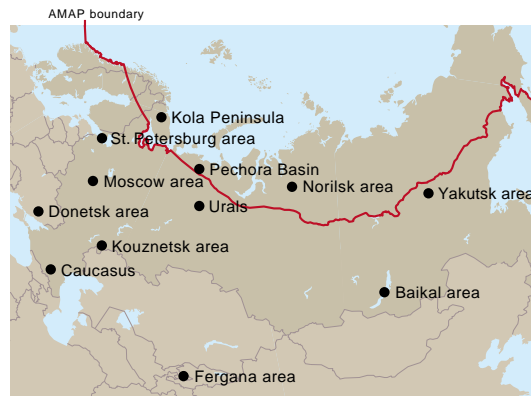 AMAP boundary
Kola Peninsula
St. Petersburg area
Pechora Basin
Moscow area
Norilsk area
Yakutsk area
Urals
Donetsk area
Kouznetsk area
Caucasus
Baikal area
Fergana area